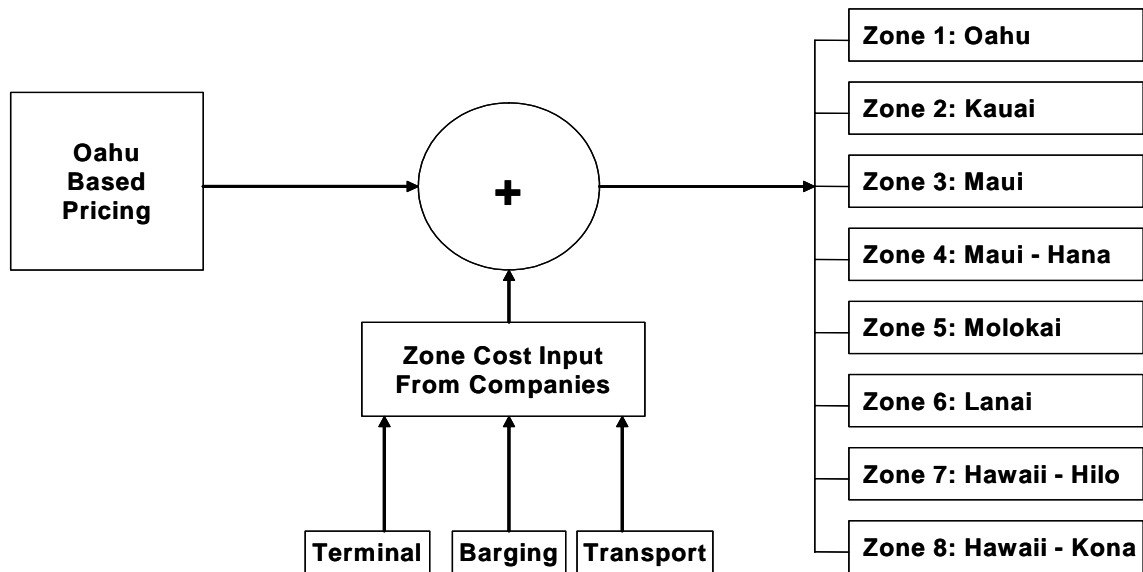 Oahu
Based
Pricing
+
Zone Cost Input
From Companies
Terminal
Barging
Transport
Zone 1: Oahu
Zone 2: Kauai
Zone 3: Maui
Zone 4: Maui - Hana
Zone 5: Molokai
Zone 6: Lanai
Zone 7: Hawaii - Hilo
Zone 8: Hawaii - Kona